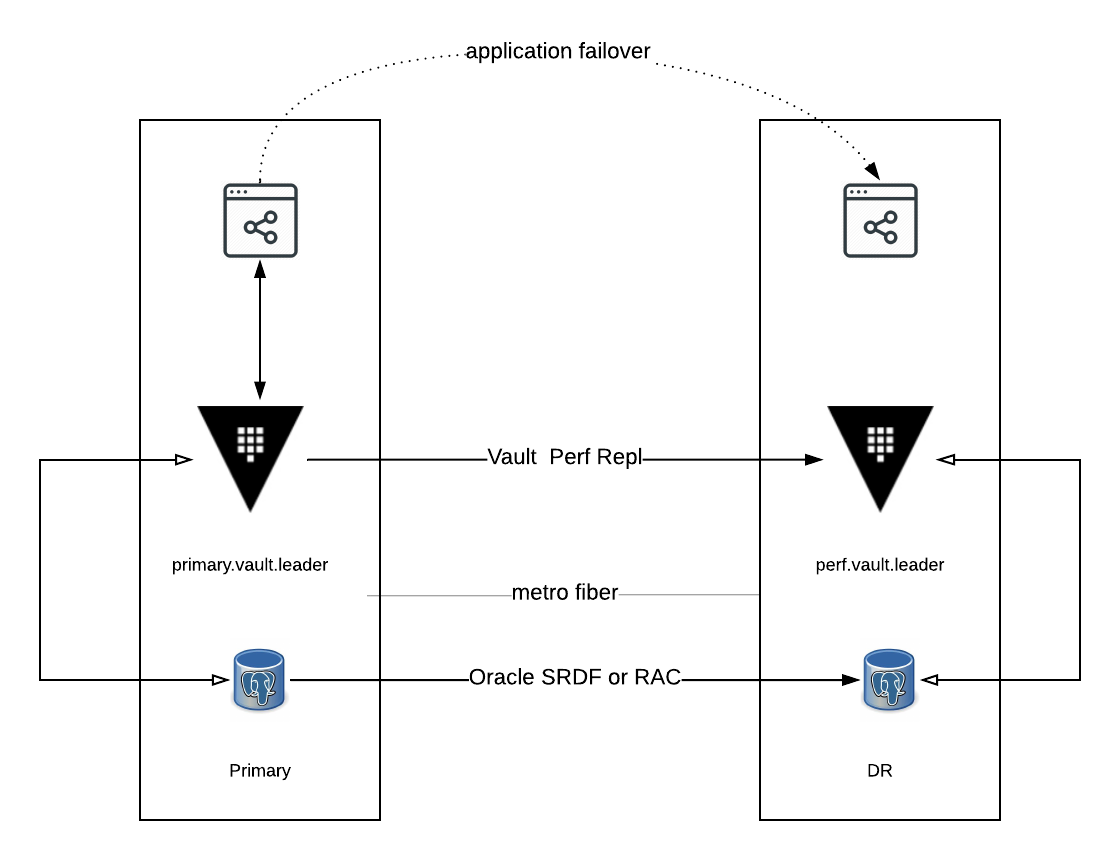 application failover
Vault  Perf Repl
primary.vault.leader
perf.vault.leader
metro fiber
Oracle SRDF or RAC
Primary
DR